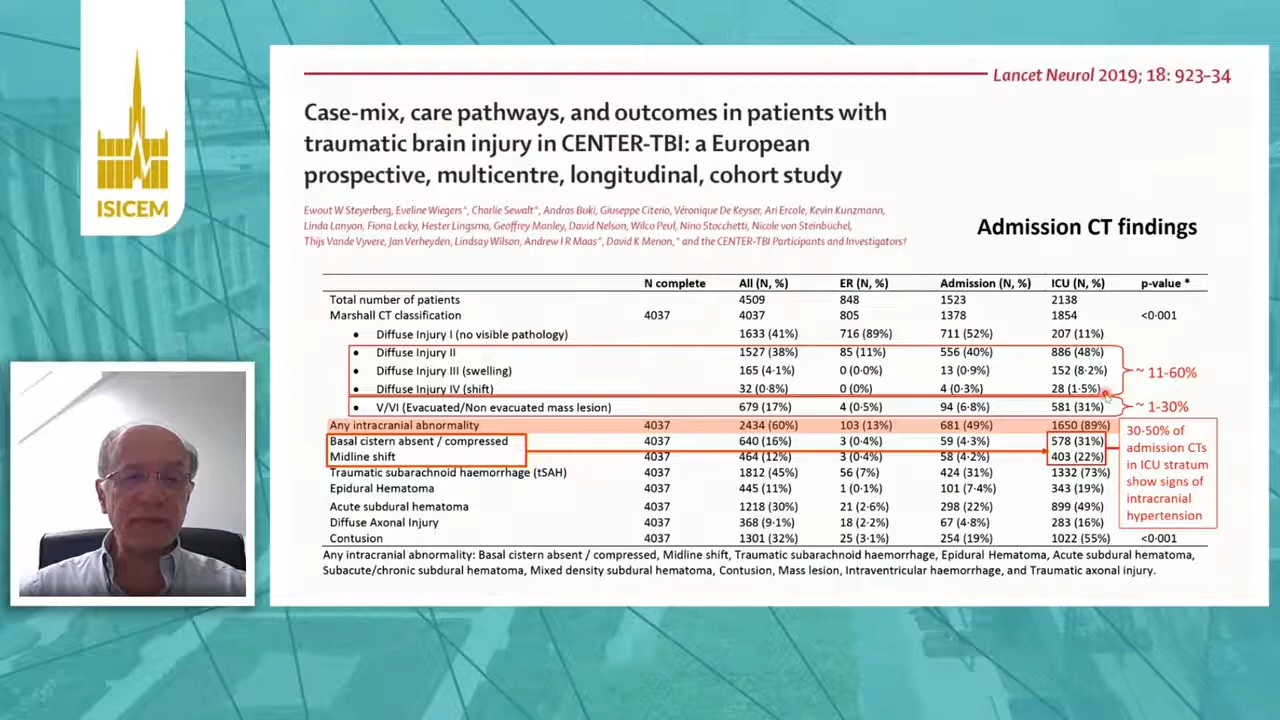 ISICEM
Lancet Neurol 2019; 18: 923–34
Case-mix, care pathways, and outcomes in patients with
traumatic brain injury in CENTER-TBI: a European
prospective, multicentre, longitudinal, cohort study
Ewout W Steyerberg, Eveline Wiegers*, Charlie Sewalt*, Andras Buki, Giuseppe Citerio, Véronique De Keyser, Ari Ercole, Kevin Kunzmann,
Linda Lanyon, Fiona Lecky, Hester Lingsma, Geoffrey Manley, David Nelson, Wilco Peul, Nino Stocchetti, Nicole von Steinbüchel,
Thijs Vande Vyvere, Jan Verheyden, Lindsay Wilson, Andrew I R Maas*, David K Menon,* and the CENTER-TBI Participants and Investigators†
Admission CT findings
N complete All (N, %) ER (N, %) Admission (N, %) ICU (N, %) p-value *
Total number of patients 4509 848 1523 2138
Marshall CT classification 4037 4037 805 1378 1854 <0·001
• Diffuse Injury I (no visible pathology) 1633 (41%) 716 (89%) 711 (52%) 207 (11%)
• Diffuse Injury II 1527 (38%) 85 (11%) 556 (40%) 886 (48%)
• Diffuse Injury III (swelling) 165 (4·1%) 0 (0·0%) 13 (0·9%) 152 (8·2%)
• Diffuse Injury IV (shift) 32 (0·8%) 0 (0%) 4 (0·3%) 28 (1·5%)
~ 11-60%
• V/VI (Evacuated/Non evacuated mass lesion) 679 (17%) 4 (0·5%) 94 (6·8%) 581 (31%)
~ 1-30%
Any intracranial abnormality 4037 2434 (60%) 103 (13%) 681 (49%) 1650 (89%)
Basal cistern absent / compressed 4037 640 (16%) 3 (0·4%) 59 (4·3%) 578 (31%)
Midline shift 4037 464 (12%) 3 (0·4%) 58 (4·2%) 403 (22%)
Traumatic subarachnoid haemorrhage (tSAH) 4037 1812 (45%) 56 (7%) 424 (31%) 1332 (73%)
Epidural Hematoma 4037 445 (11%) 1 (0·1%) 101 (7·4%) 343 (19%)
Acute subdural hematoma 4037 1218 (30%) 21 (2·6%) 298 (22%) 899 (49%)
Diffuse Axonal Injury 4037 368 (9·1%) 18 (2·2%) 67 (4·8%) 283 (16%)
Contusion 4037 1301 (32%) 25 (3·1%) 254 (19%) 1022 (55%) <0·001
30-50% of
admission CTs
in ICU stratum
show signs of
intracranial
hypertension
Any intracranial abnormality: Basal cistern absent / compressed, Midline shift, Traumatic subarachnoid haemorrhage, Epidural Hematoma, Acute subdural hematoma,
Subacute/chronic subdural hematoma, Mixed density subdural hematoma, Contusion, Mass lesion, Intraventricular haemorrhage, and Traumatic axonal injury.